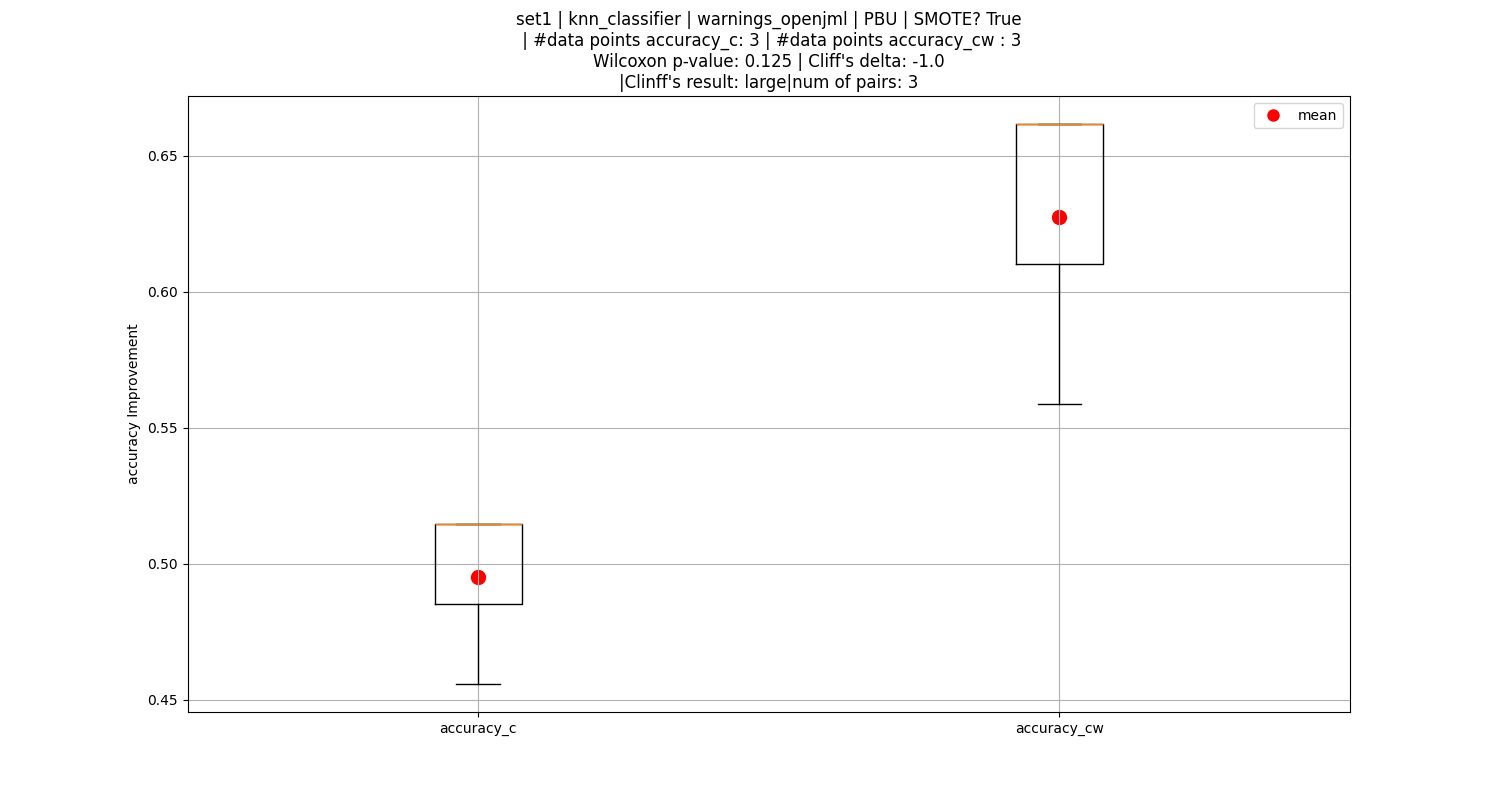 set1 | knn_classifier | warnings_openjml | PBU | SMOTE? True
| #data points accuracy_c: 3 | #data points accuracy_cw : 3
Wilcoxon p-value: 0.125 | Cliff's delta: -1.0
|Clinff's result: large|num of pairs: 3
mean
accuracy Improvement
0.65
0.60
0.55
0.50
0.45
accuracy_c
accuracy_cw